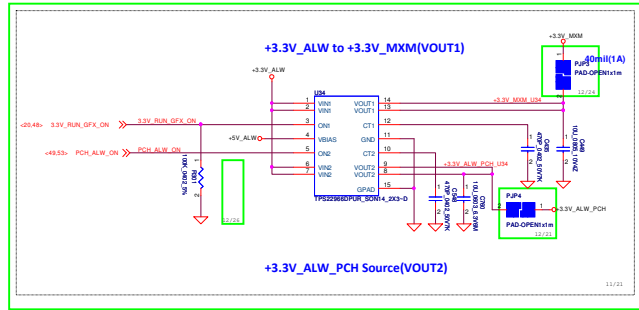 +3.3V_ALW to +3.3V_MXM(VOUT1)
+3.3V_MXM
40mil(1A)
PJP3
PAD-OPEN1x1m
12/24
+3.3V_ALW
U34
1 VIN1 VOUT1 14
2 VIN1 VOUT1 13
+3.3V_MXM_U34
<20,48> 3.3V_RUN_GFX_ON
3.3V_RUN_GFX_ON
3 ON1 CT1 12
+5V_ALW
4 VBIAS GND 11
<49,53> PCH_ALW_ON
PCH_ALW_ON
5 ON2 CT2 10
6 VIN2 VOUT2 9
7 VIN2 VOUT2 8
+3.3V_ALW_PCH_U34
GPAD 15
TPS22966DPUR_SON14_2X3~D
12/24
PJP4
2 1
+3.3V_ALW_PCH
PAD-OPEN1x1m
12/21
+3.3V_ALW_PCH Source(VOUT2)
11/21